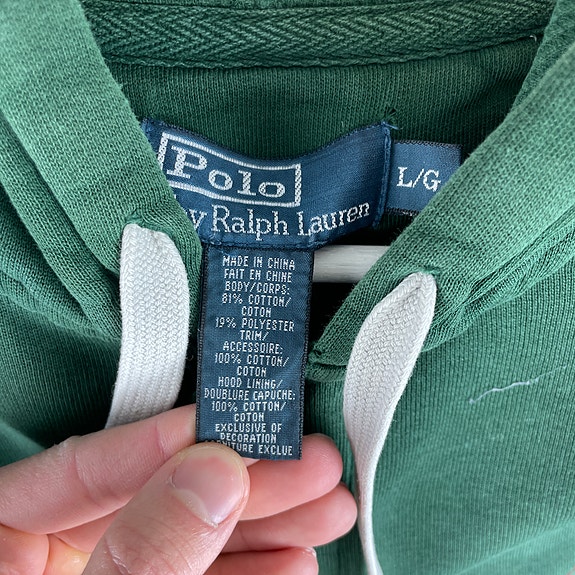 Polo
by Ralph Lauren
L/G
MADE IN CHINA
FAIT EN CHINE
BODY/CORPS:
81% COTTON/
COTON
19% POLYESTER
TRIM/
ACCESSOIRE:
100% COTTON/
COTON
HOOD LINING/
DOUBLURE CAPUCHE:
100% COTTON/
COTON
EXCLUSIVE OF
DECORATION
EXCLUE